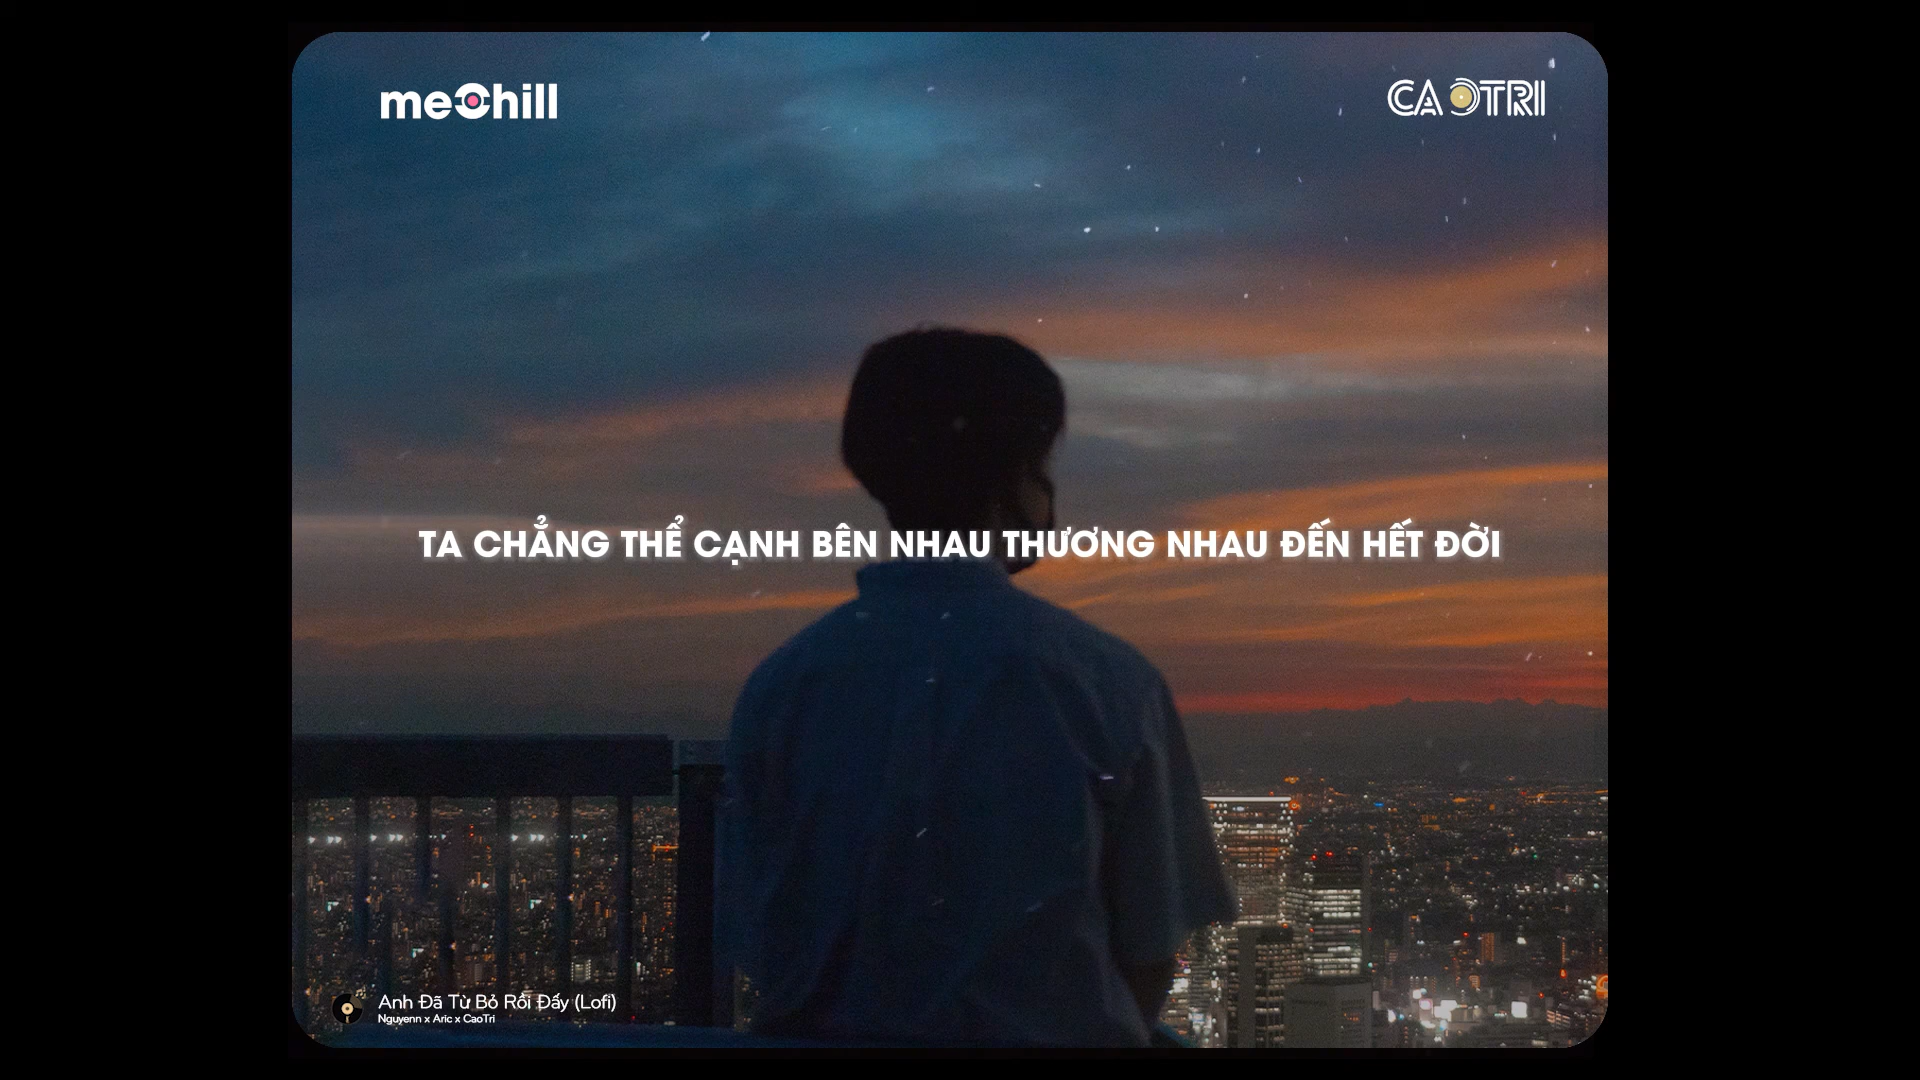 meChill
CAOTRI
TA CHẲNG THỂ CẠNH BÊN NHAU THƯƠNG NHAU ĐẾN HẾT ĐỜI
Anh Đã Từ Bỏ Rồi Đấy (Lofi)
Nguyenn x Aric x CaoTri